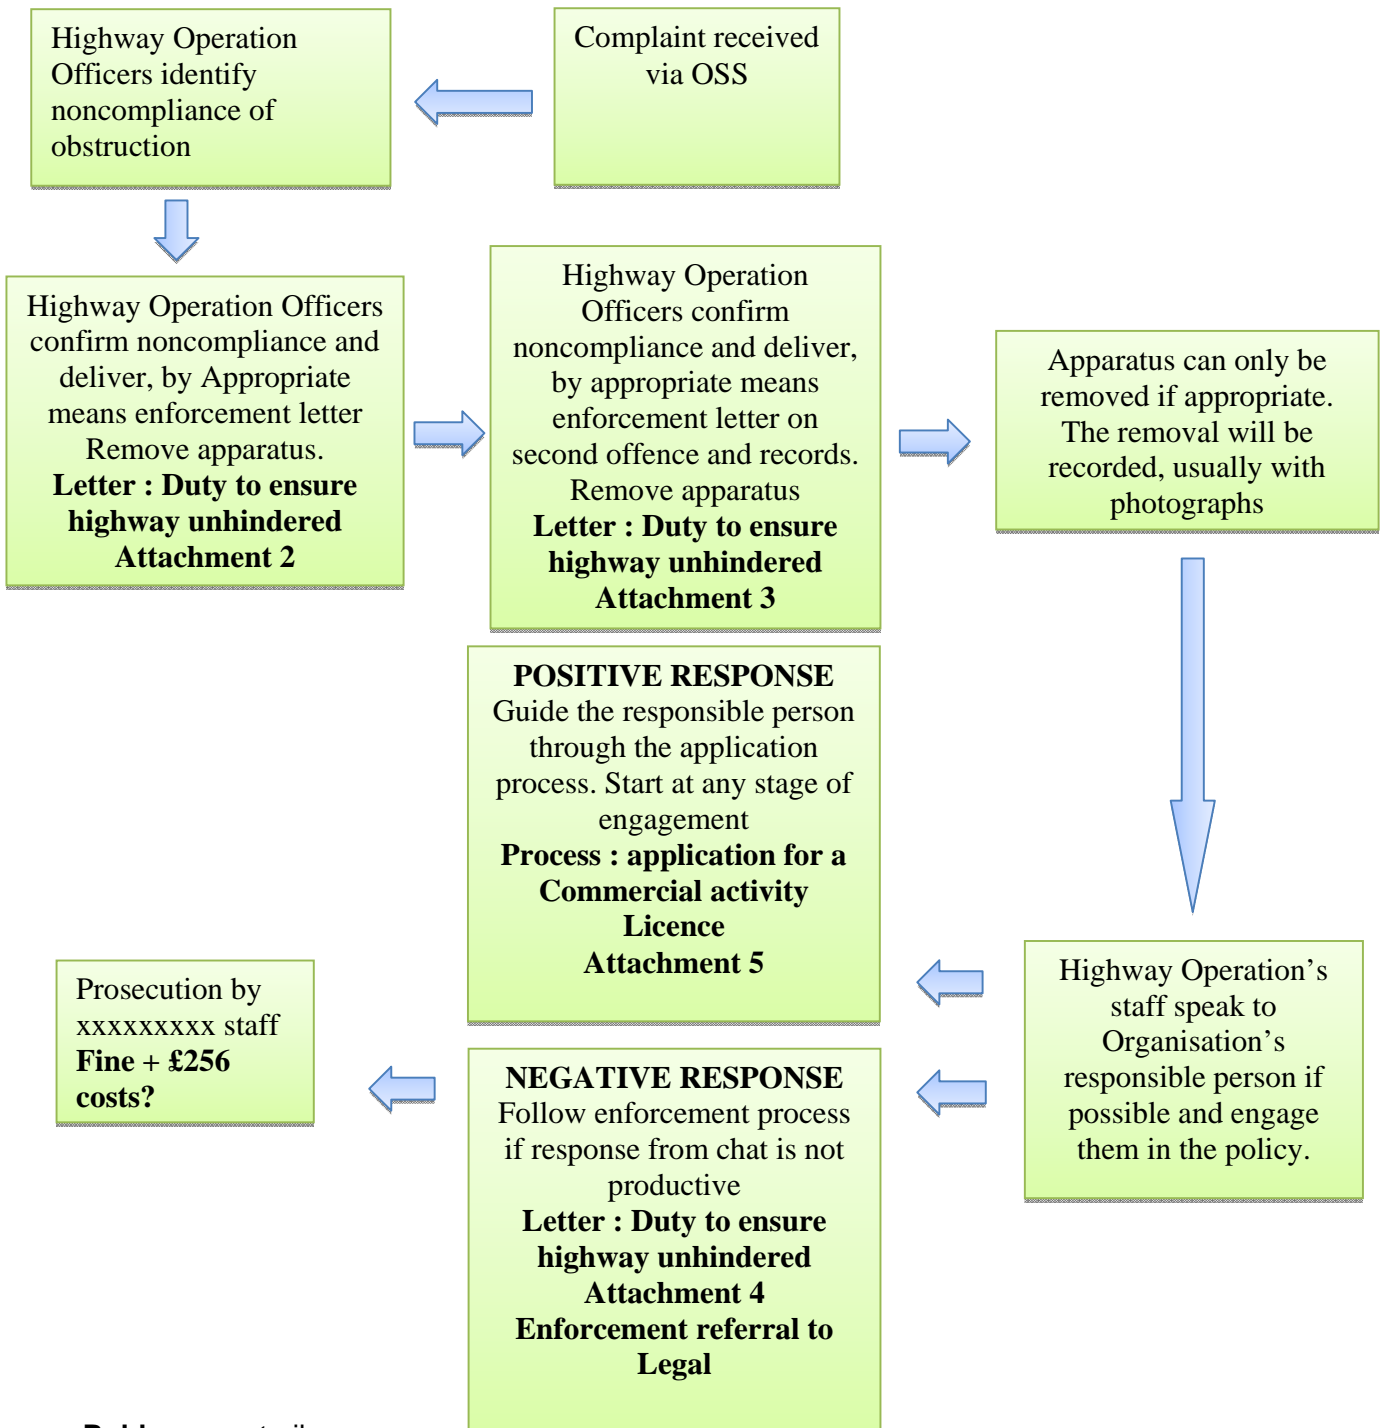 Highway Operation
Officers identify
noncompliance of
obstruction
Complaint received
via OSS
Highway Operation Officers
confirm noncompliance and
deliver, by Appropriate
means enforcement letter
Remove apparatus.
Letter : Duty to ensure
highway unhindered
Attachment 2
Highway Operation
Officers confirm
noncompliance and deliver,
by appropriate means
enforcement letter on
second offence and records.
Remove apparatus
Letter : Duty to ensure
highway unhindered
Attachment 3
Apparatus can only be
removed if appropriate.
The removal will be
recorded, usually with
photographs
POSITIVE RESPONSE
Guide the responsible person
through the application
process. Start at any stage of
engagement
Process : application for a
Commercial activity
Licence
Attachment 5
Highway Operation’s
staff speak to
Organisation’s
responsible person if
possible and engage
them in the policy.
Prosecution by
xxxxxxxxx staff
Fine + £256
costs?
NEGATIVE RESPONSE
Follow enforcement process
if response from chat is not
productive
Letter : Duty to ensure
highway unhindered
Attachment 4
Enforcement referral to
Legal